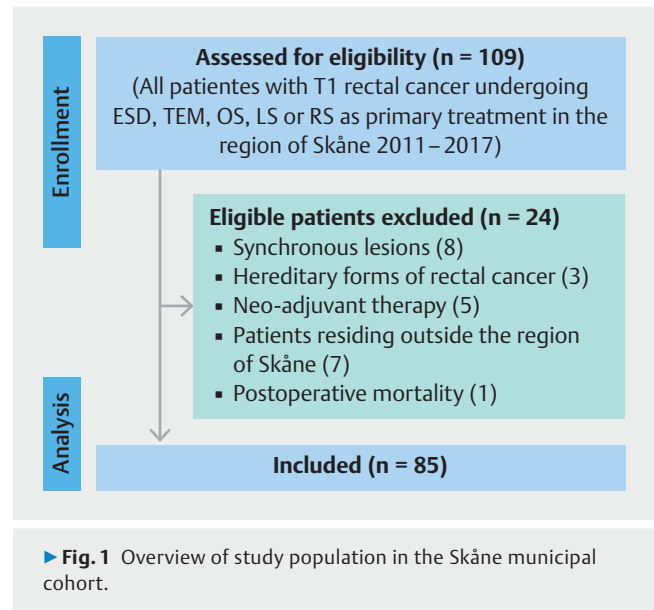 Enrollment
Assessed for eligibility (n = 109)
(All patientes with T1 rectal cancer undergoing
ESD, TEM, OS, LS or RS as primary treatment in the
region of Skåne 2011–2017)
Eligible patients excluded (n = 24)
▪ Synchronous lesions (8)
▪ Hereditary forms of rectal cancer (3)
▪ Neo-adjuvant therapy (5)
▪ Patients residing outside the region
of Skåne (7)
▪ Postoperative mortality (1)
Analysis
Included (n = 85)
►Fig. 1 Overview of study population in the Skåne municipal
cohort.